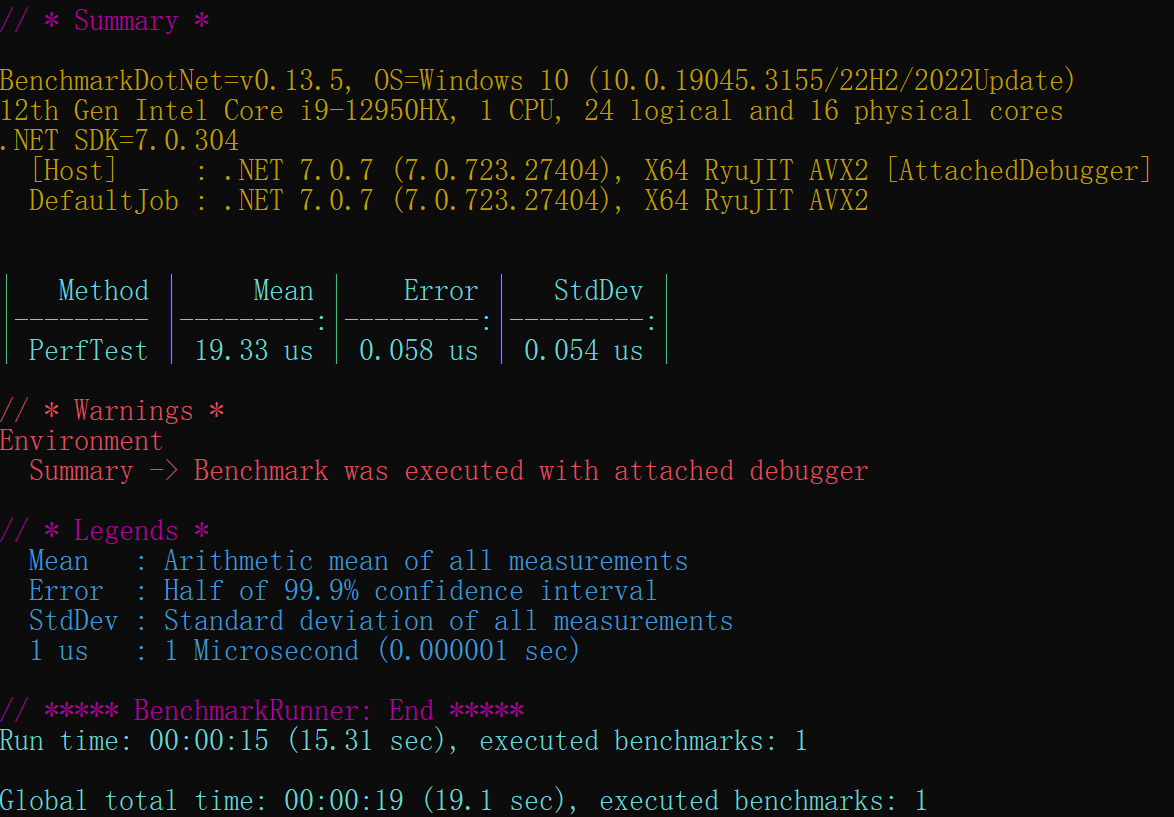 // * Summary *
BenchmarkDotNet=v0.13.5, OS=Windows 10 (10.0.19045.3155/22H2/2022Update)
12th Gen Intel Core i9-12950HX, 1 CPU, 24 logical and 16 physical cores
.NET SDK=7.0.304
  [Host]     : .NET 7.0.7 (7.0.723.27404), X64 RyuJIT AVX2 [AttachedDebugger]
  DefaultJob : .NET 7.0.7 (7.0.723.27404), X64 RyuJIT AVX2
|   Method |     Mean |    Error |   StdDev |
|--------- |---------:|---------:|---------:|
| PerfTest | 19.33 us | 0.058 us | 0.054 us |
// * Warnings *
Environment
  Summary -> Benchmark was executed with attached debugger
// * Legends *
  Mean   : Arithmetic mean of all measurements
  Error  : Half of 99.9% confidence interval
  StdDev : Standard deviation of all measurements
  1 us   : 1 Microsecond (0.000001 sec)
// ***** BenchmarkRunner: End *****
Run time: 00:00:15 (15.31 sec), executed benchmarks: 1
Global total time: 00:00:19 (19.1 sec), executed benchmarks: 1